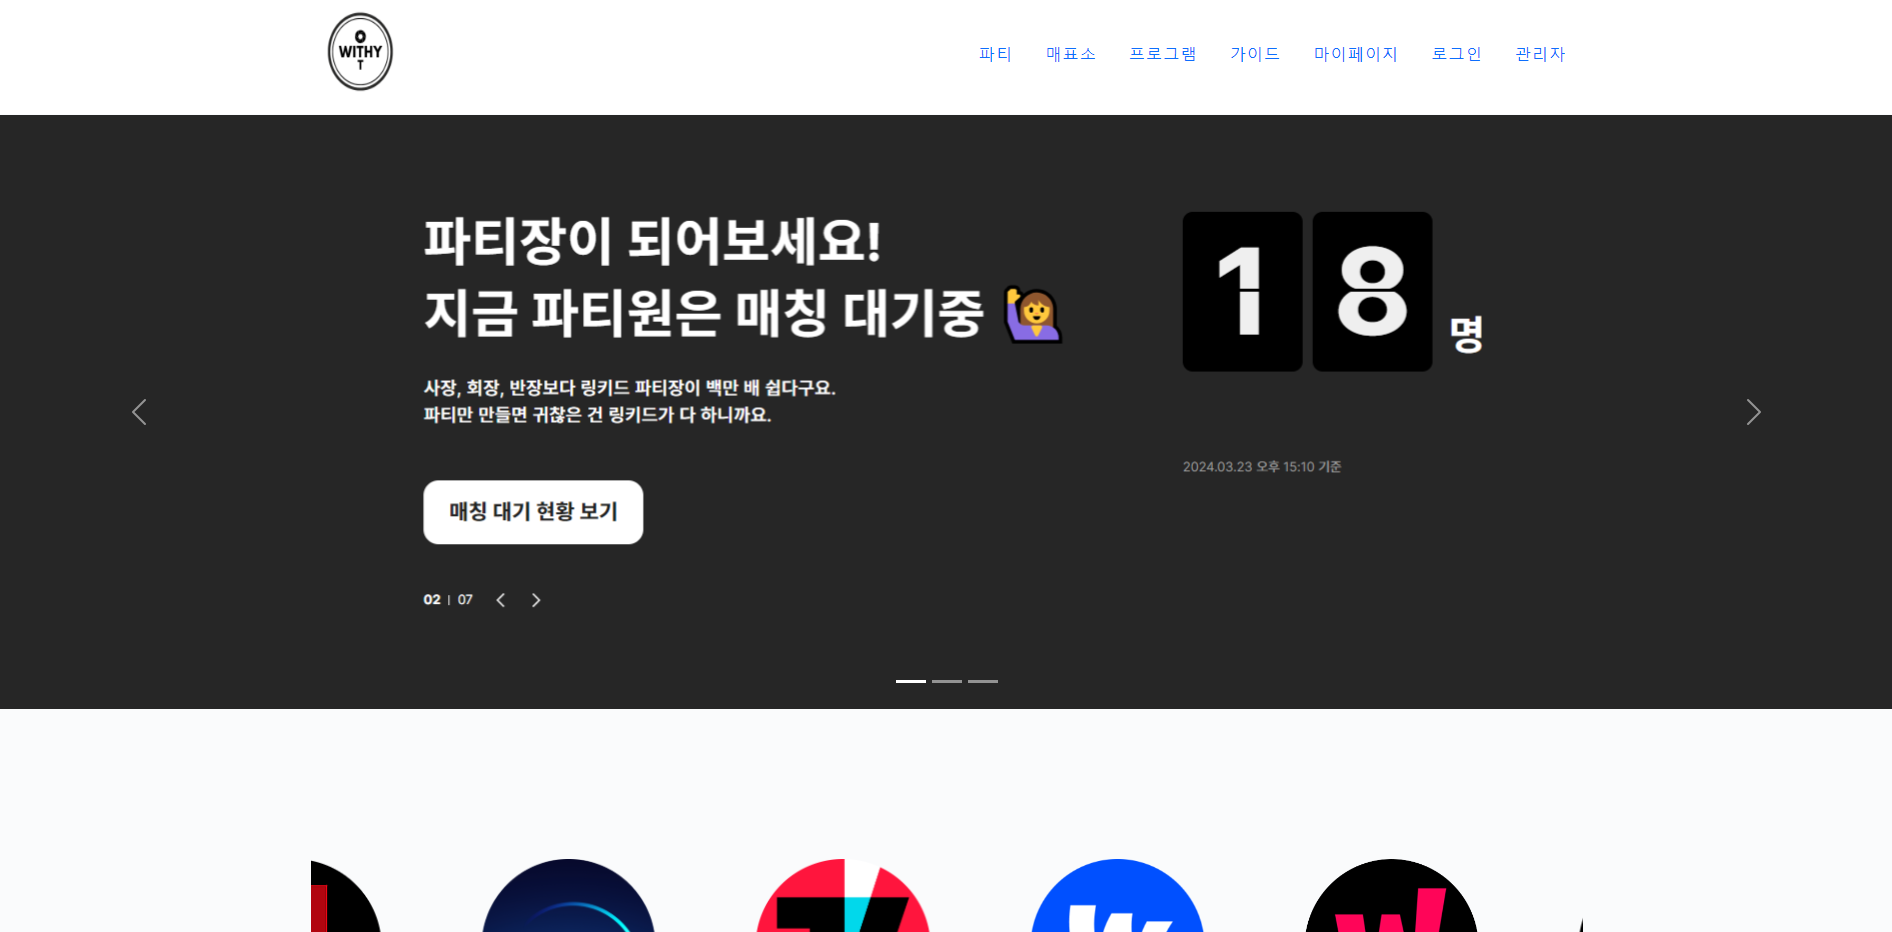 O
WITHY
T
파티 매표소 프로그램 가이드 마이페이지 로그인 관리자
파티장이 되어보세요!
지금 파티원은 매칭 대기중
사장, 회장, 반장보다 링키드 파티장이 백만 배 쉽다구요.
파티만 만들면 귀찮은 건 링키드가 다 하니까요.
매칭 대기 현황 보기
02 | 07
18 명
2024.03.23 오후 15:10 기준